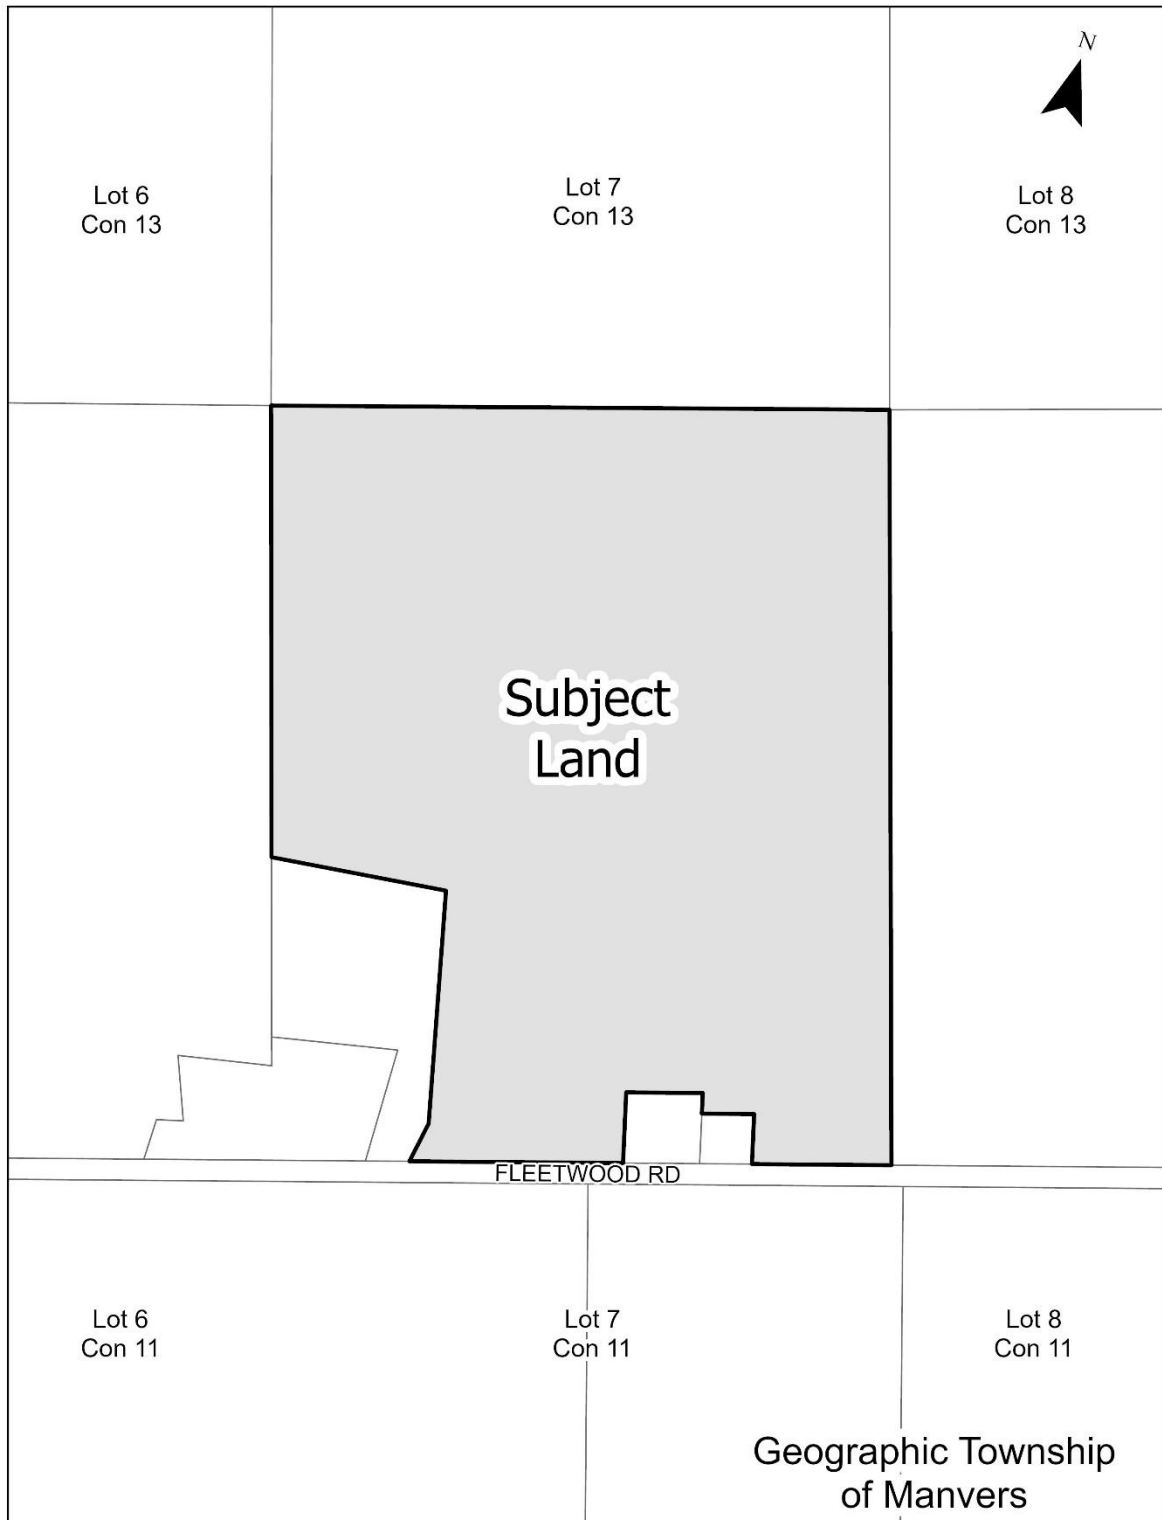 N
Lot 6
Con 13
Lot 7
Con 13
Lot 8
Con 13
Subject
Land
FLEETWOOD RD
Lot 6
Con 11
Lot 7
Con 11
Lot 8
Con 11
Geographic Township
of Manvers